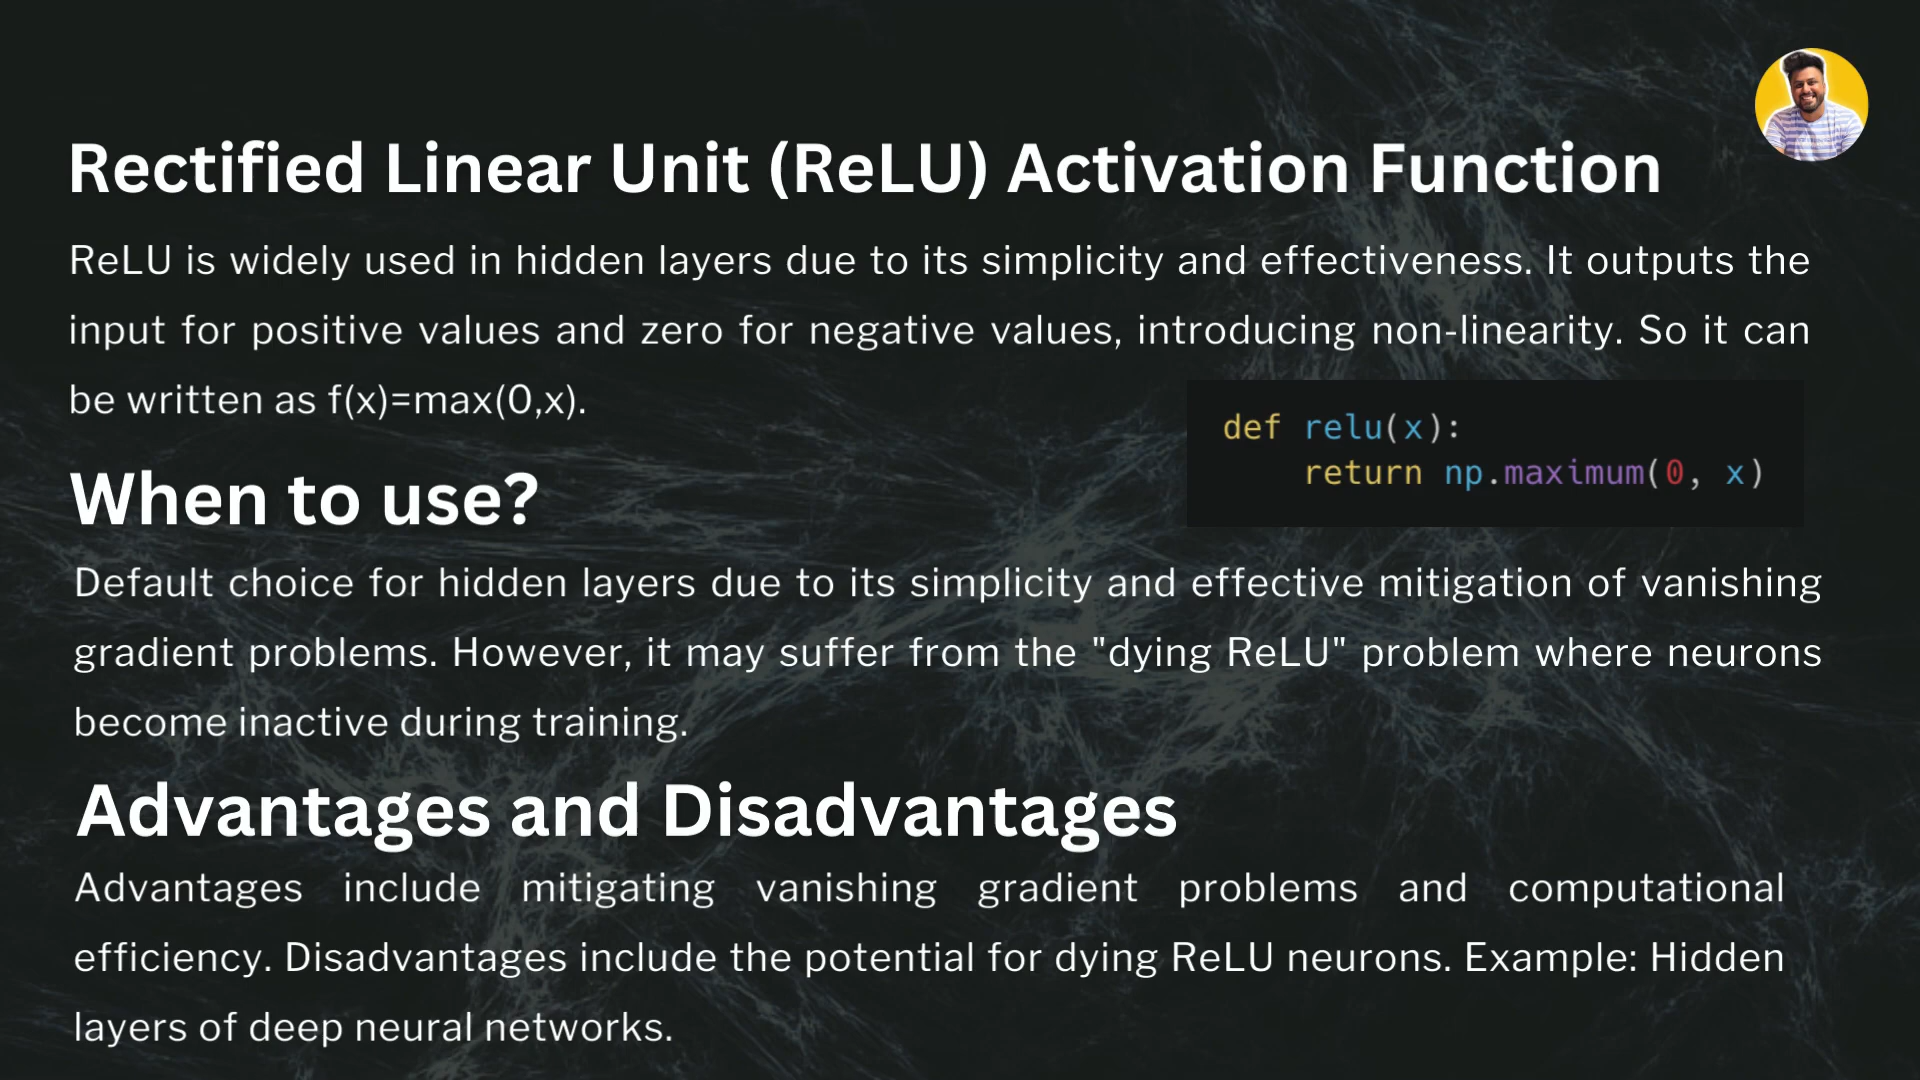 Rectified Linear Unit (ReLU) Activation Function
ReLU is widely used in hidden layers due to its simplicity and effectiveness. It outputs the
input for positive values and zero for negative values, introducing non-linearity. So it can
be written as f(x)=max(0,x).
def relu(x):
    return np.maximum(0, x)
When to use?
Default choice for hidden layers due to its simplicity and effective mitigation of vanishing
gradient problems. However, it may suffer from the "dying ReLU" problem where neurons
become inactive during training.
Advantages and Disadvantages
Advantages include mitigating vanishing gradient problems and computational
efficiency. Disadvantages include the potential for dying ReLU neurons. Example: Hidden
layers of deep neural networks.